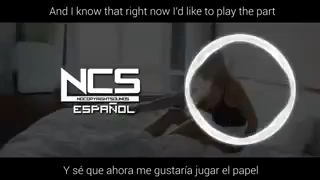 And I know that right now I'd like to play the part
NCS
NOCOPYRIGHTSOUNDS
ESPAÑOL
Y sé que ahora me gustaría jugar el papel